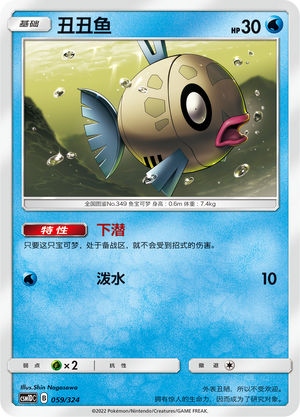 基础 丑丑鱼 HP30
全国图鉴No.349 鱼宝可梦 身高：0.6m 体重：7.4kg
特性 下潜
只要这只宝可梦，处于备战区，就不会受到招式的伤害。
泼水 10
弱点 ×2 抗性 撤退
Illus.Shin Nagasawa
CSM1DC B 059/324
外表丑陋，所以不受欢迎。
拥有惊人的生命力，因而成为了研究对象。
©2022 Pokémon/Nintendo/Creatures/GAME FREAK.